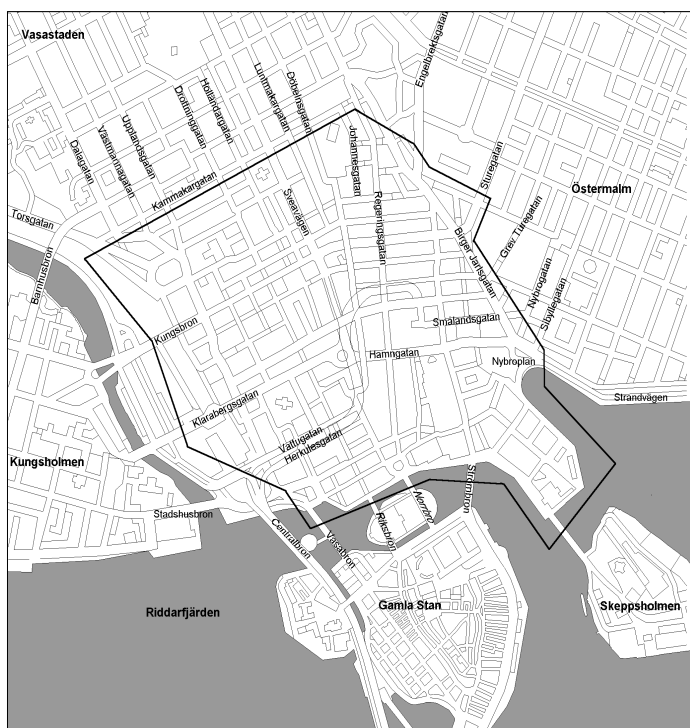 Vasastaden
Engelbrektsgatan
Luntmakargatan
Döbelnsgatan
Holländargatan
Drottninggatan
Upplandsgatan
Västmannagatan
Dalagatan
Johannesgatan
Kammakargatan
Sturegatan
Östermalm
Sveavägen
Regeringsgatan
Torsgatan
Grev Turegatan
Birger Jarlsgatan
Barnhusbron
Nybrogatan
Sibyllegatan
Kungsbron
Smålandsgatan
Hamngatan
Nybroplan
Strandvägen
Klarabergsgatan
Vattugatan
Herkulesgatan
Kungsholmen
Strömbron
Stadshusbron
Norrbro
Riksbron
Centralbron
Vasabron
Riddarfjärden
Gamla Stan
Skeppsholmen